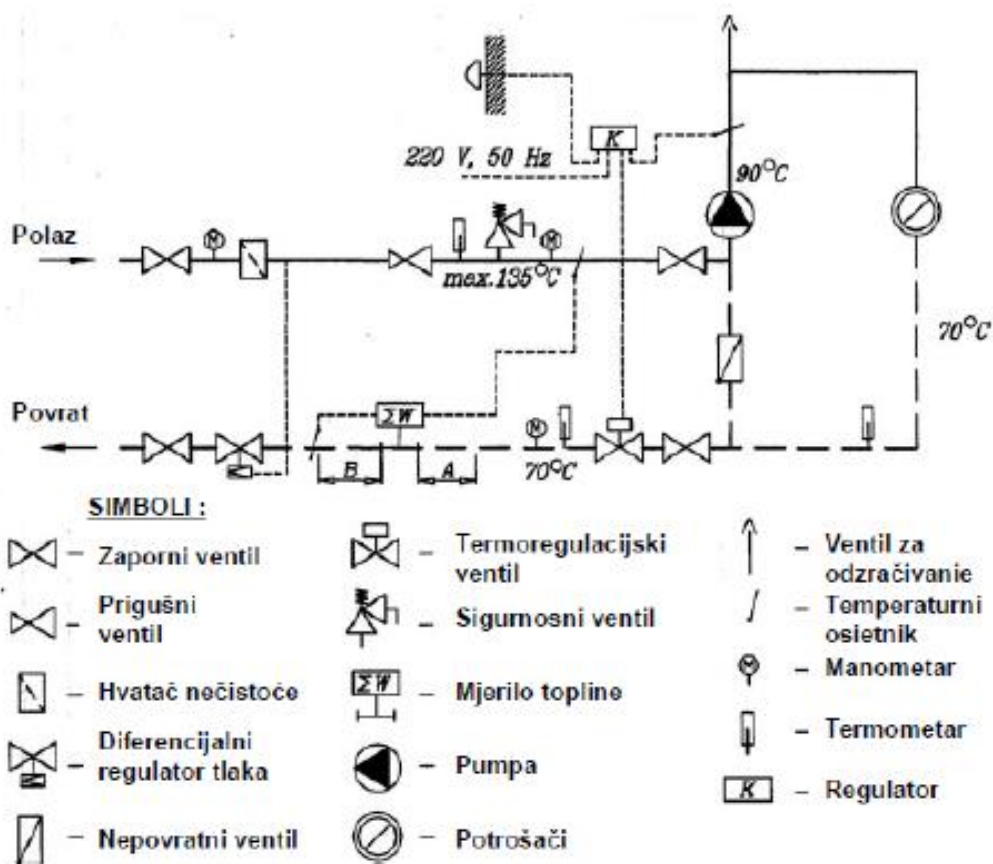 K
220 V, 50 Hz
90°C
Polaz
M
M
max.135°C
70°C
Povrat
ΣW
M
B
A
70°C
SIMBOLI :
– Zaporni ventil
– Prigušni
ventil
– Hvatač nečistoće
– Diferencijalni
regulator tlaka
– Nepovratni ventil
– Termoregulacijski
ventil
– Sigurnosni ventil
ΣW – Mjerilo topline
– Pumpa
– Potrošači
– Ventil za
odzračivanje
– Temperaturni
osietnik
M – Manometar
– Termometar
K – Regulator